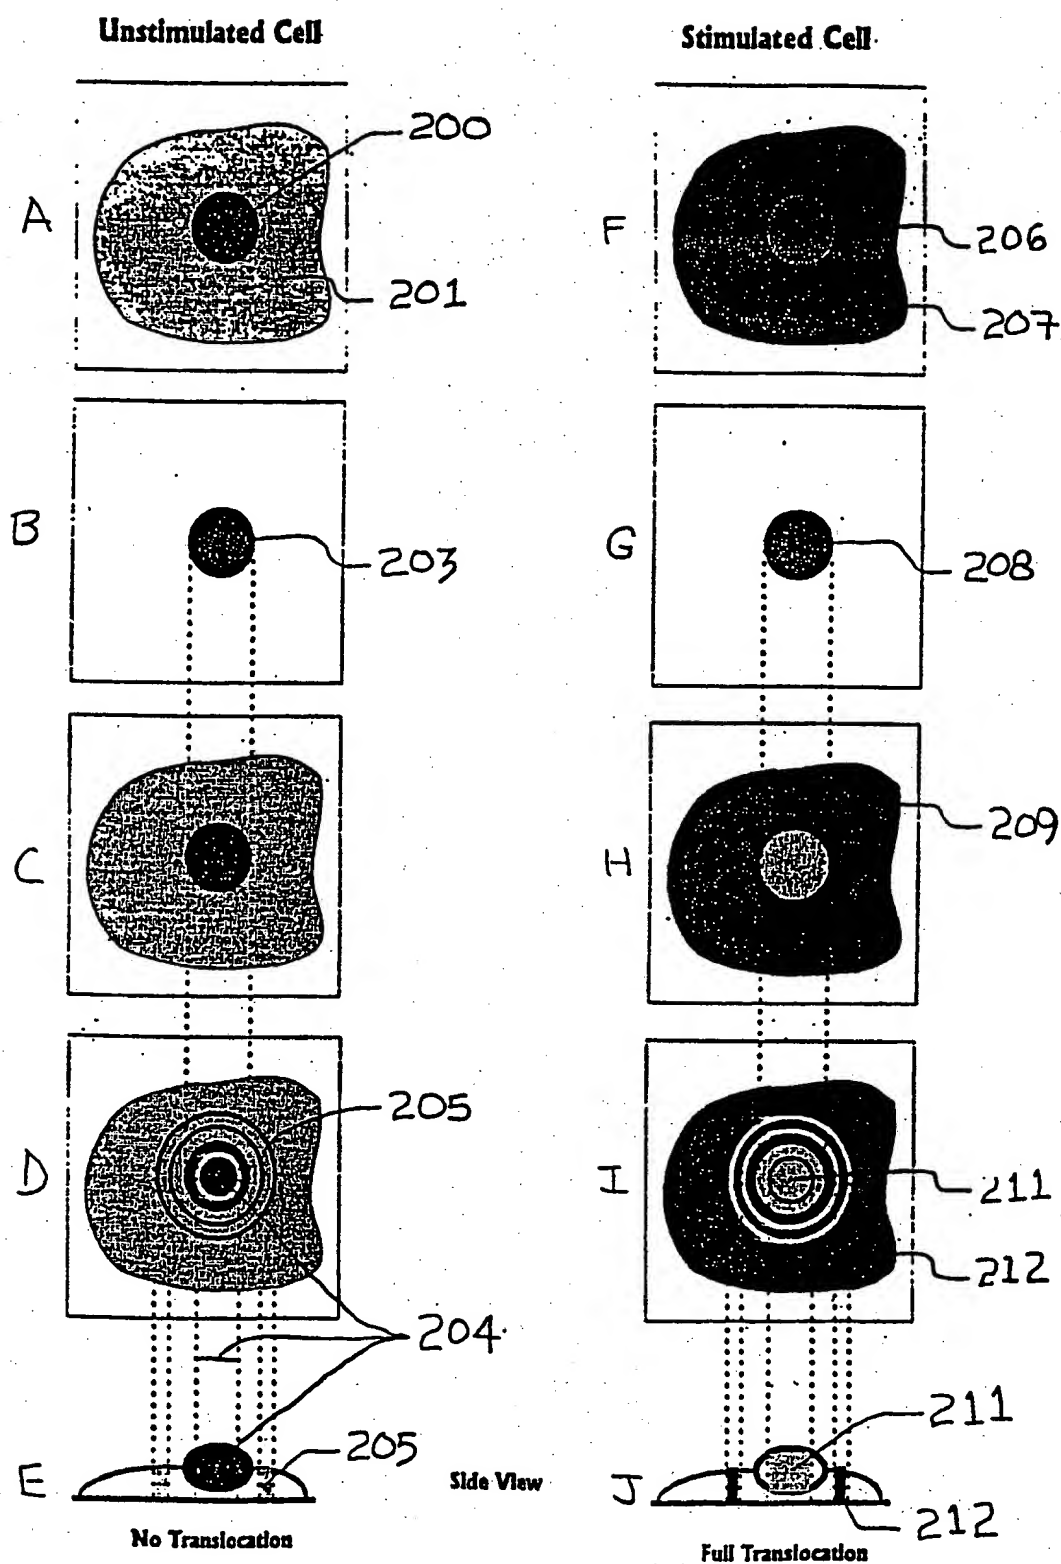 Unstimulated Cell
Stimulated Cell
A
200
201
F
206
207
B
203
G
208
C
H
209
D
205
204
I
211
212
E
205
Side View
J
211
212
No Translocation
Full Translocation